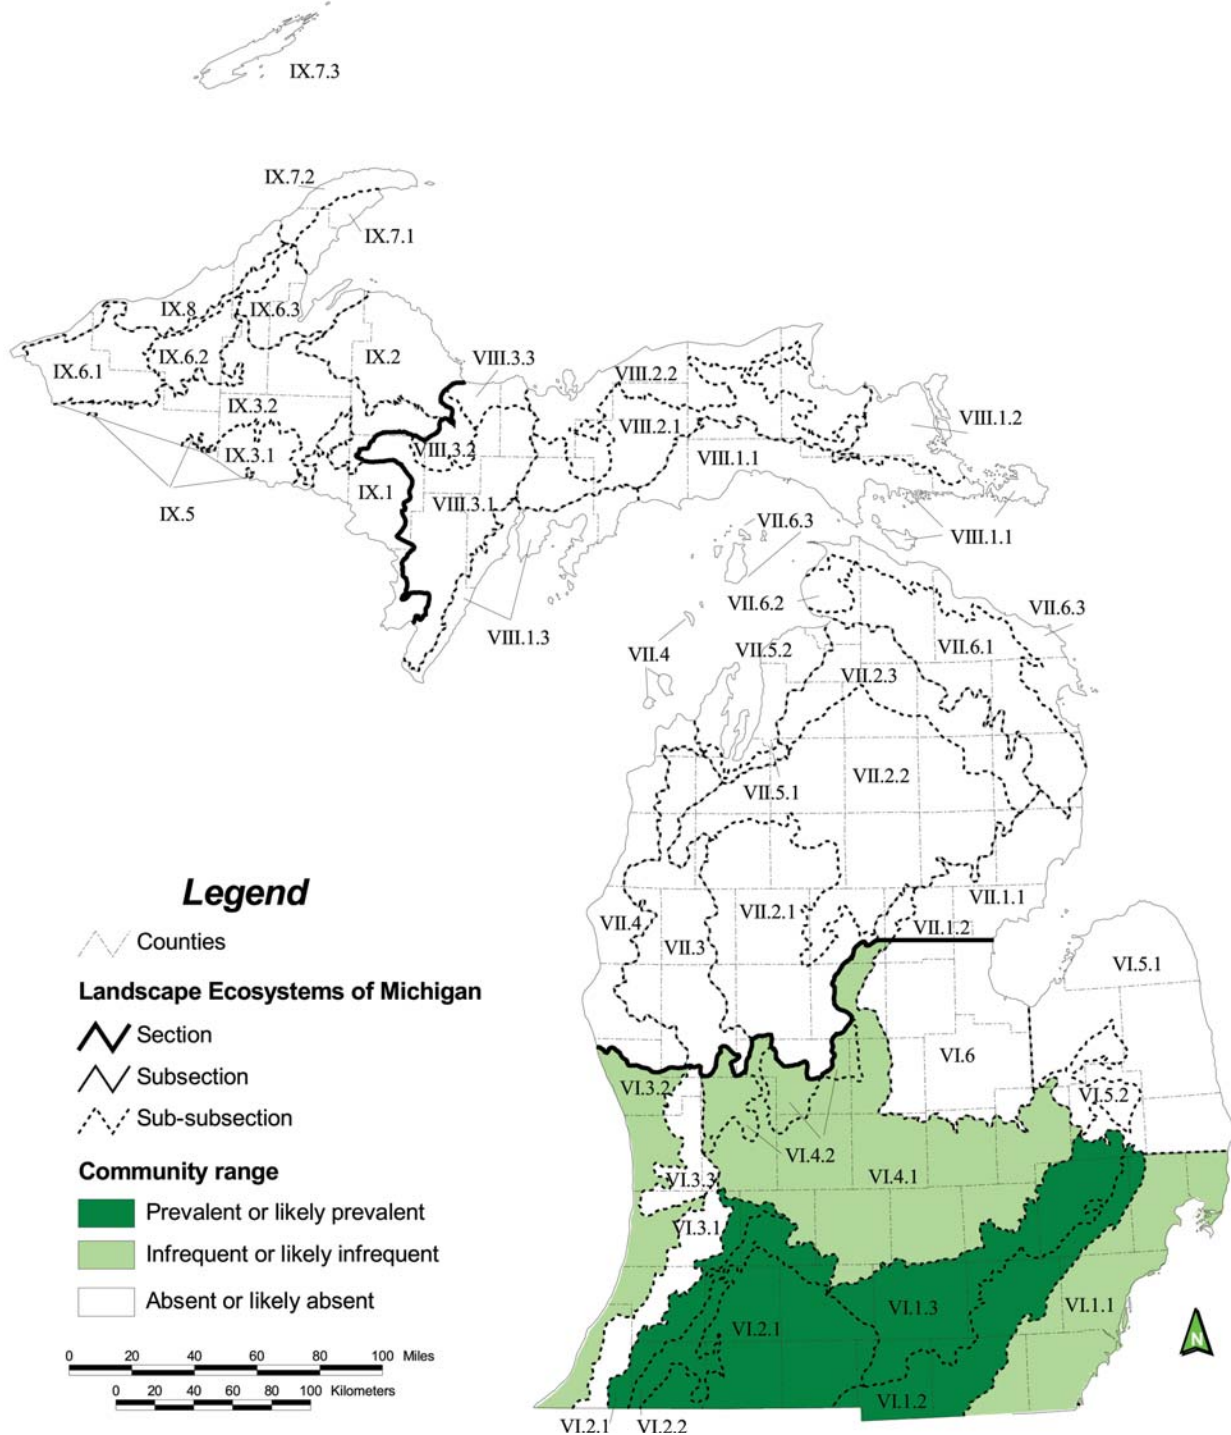 IX.7.3
IX.7.2
IX.7.1
IX.8
IX.6.3
IX.6.2
IX.6.1
IX.2
VIII.3.3
VIII.2.2
VIII.2.1
VIII.1.2
IX.3.2
IX.3.1
VIII.3.2
VIII.1.1
IX.1
VIII.3.1
IX.5
VII.6.3
VIII.1.1
VII.6.2
VII.6.3
VIII.1.3
VII.4
VII.5.2
VII.6.1
VII.2.3
VII.2.2
VII.5.1
VII.1.1
VII.4
VII.3
VII.2.1
VII.1.2
VI.5.1
VI.6
VI.3.2
VI.5.2
VI.4.2
VI.3.3
VI.4.1
VI.3.1
VI.1.3
VI.1.1
VI.2.1
VI.1.2
VI.2.1
VI.2.2
Legend
Counties
Landscape Ecosystems of Michigan
Section
Subsection
Sub-subsection
Community range
Prevalent or likely prevalent
Infrequent or likely infrequent
Absent or likely absent
0 20 40 60 80 100 Miles
0 20 40 60 80 100 Kilometers
N